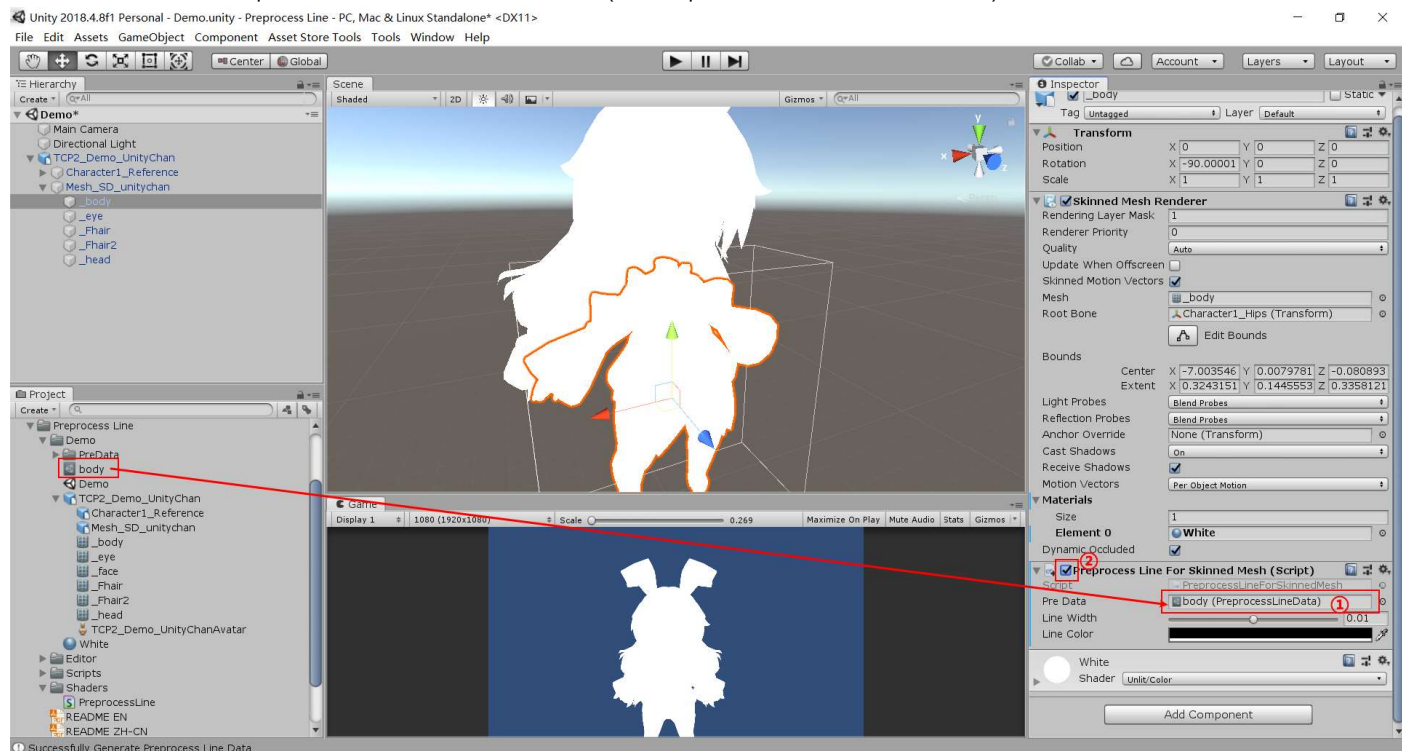 Unity 2018.4.8f1 Personal - Demo.unity - Preprocess Line - PC, Mac & Linux Standalone* <DX11>
File Edit Assets GameObject Component Asset Store Tools Tools Window Help
Center Global Collab Account Layers Layout
Hierarchy
Create All
Demo*
Main Camera
Directional Light
TCP2_Demo_UnityChan
Character1_Reference
Mesh_SD_unitychan
_body
_eye
_Fhair
_Fhair2
_head
Project
Create
Preprocess Line
Demo
PreData
body
Demo
TCP2_Demo_UnityChan
Character1_Reference
Mesh_SD_unitychan
_body
_eye
_face
_Fhair
_Fhair2
_head
TCP2_Demo_UnityChanAvatar
White
Editor
Scripts
Shaders
PreprocessLine
README EN
README ZH-CN
Successfully Generate Preprocess Line Data
Scene
Shaded 2D Gizmos All
y
x
z
Game
Display 1 1080 (1920x1080) Scale 0.269 Maximize On Play Mute Audio Stats Gizmos
Inspector
_body Static
Tag Untagged Layer Default
Transform
Position X 0 Y 0 Z 0
Rotation X -90.00001 Y 0 Z 0
Scale X 1 Y 1 Z 1
Skinned Mesh Renderer
Rendering Layer Mask 1
Renderer Priority 0
Quality Auto
Update When Offscreen
Skinned Motion Vectors
Mesh _body
Root Bone Character1_Hips (Transform)
Edit Bounds
Bounds
Center X -7.003546 Y 0.0079781 Z -0.080893
Extent X 0.3243151 Y 0.1445553 Z 0.3358121
Light Probes Blend Probes
Reflection Probes Blend Probes
Anchor Override None (Transform)
Cast Shadows On
Receive Shadows
Motion Vectors Per Object Motion
Materials
Size 1
Element 0 White
Dynamic Occluded
②
Preprocess Line For Skinned Mesh (Script)
Script PreprocessLineForSkinnedMesh
Pre Data body (PreprocessLineData) ①
Line Width 0.01
Line Color
White
Shader Unlit/Color
Add Component